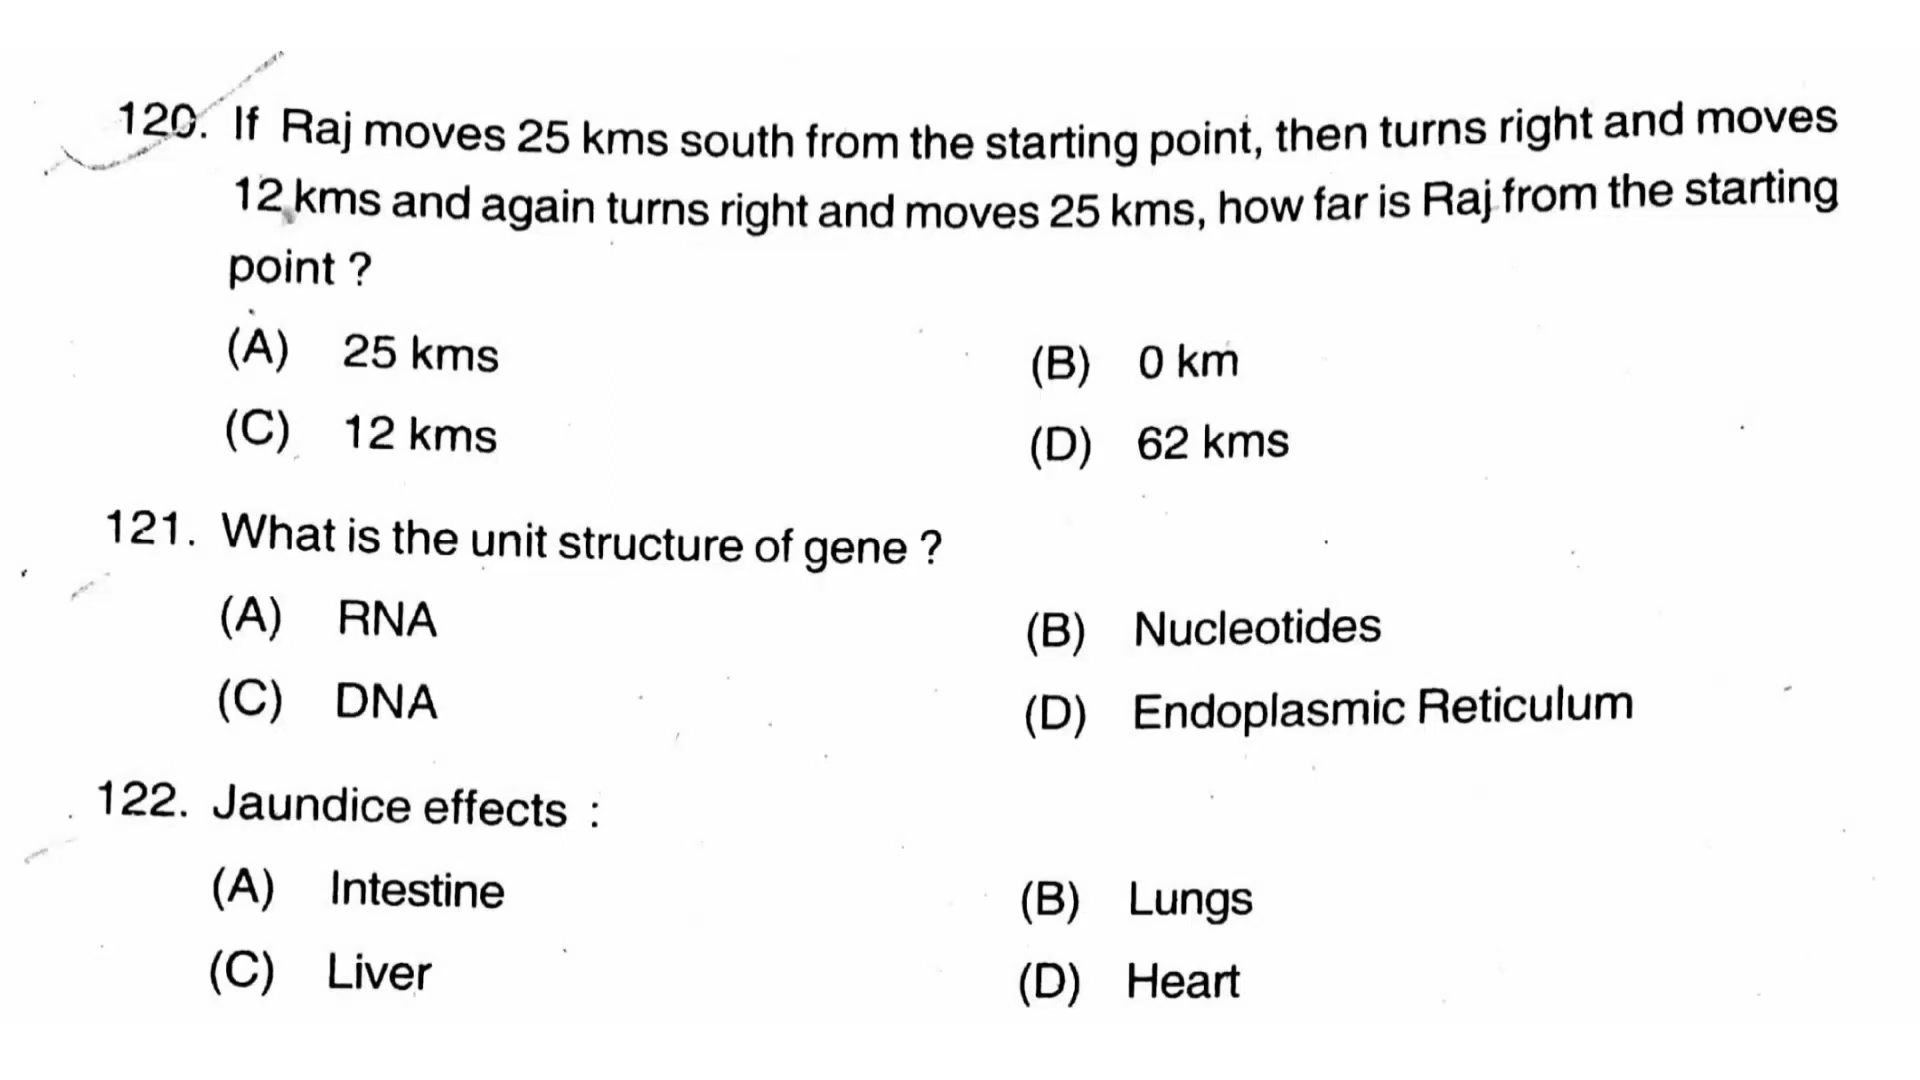 120. If Raj moves 25 kms south from the starting point, then turns right and moves
12 kms and again turns right and moves 25 kms, how far is Raj from the starting
point ?
(A) 25 kms (B) 0 km
(C) 12 kms (D) 62 kms
121. What is the unit structure of gene ?
(A) RNA (B) Nucleotides
(C) DNA (D) Endoplasmic Reticulum
122. Jaundice effects :
(A) Intestine (B) Lungs
(C) Liver (D) Heart